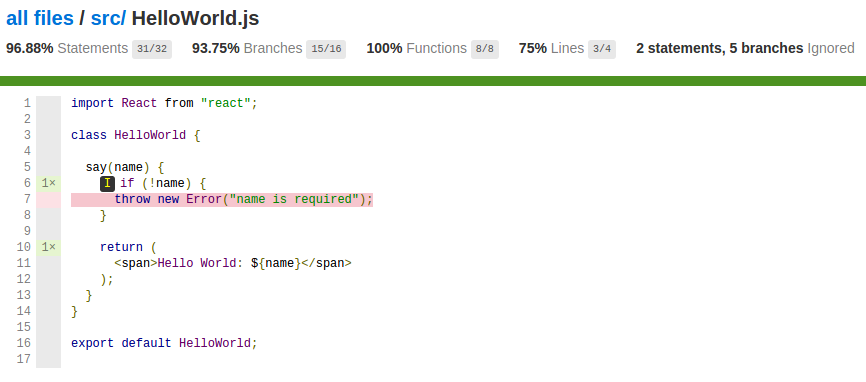 all files / src/ HelloWorld.js
96.88% Statements 31/32 93.75% Branches 15/16 100% Functions 8/8 75% Lines 3/4 2 statements, 5 branches Ignored
1 import React from "react";
2
3 class HelloWorld {
4
5 say(name) {
6 1× I if (!name) {
7 throw new Error("name is required");
8 }
9
10 1× return (
11 <span>Hello World: ${name}</span>
12 );
13 }
14 }
15
16 export default HelloWorld;
17